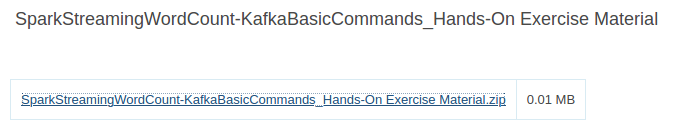 SparkStreamingWordCount-KafkaBasicCommands_Hands-On Exercise Material
SparkStreamingWordCount-KafkaBasicCommands_Hands-On Exercise Material.zip 0.01 MB